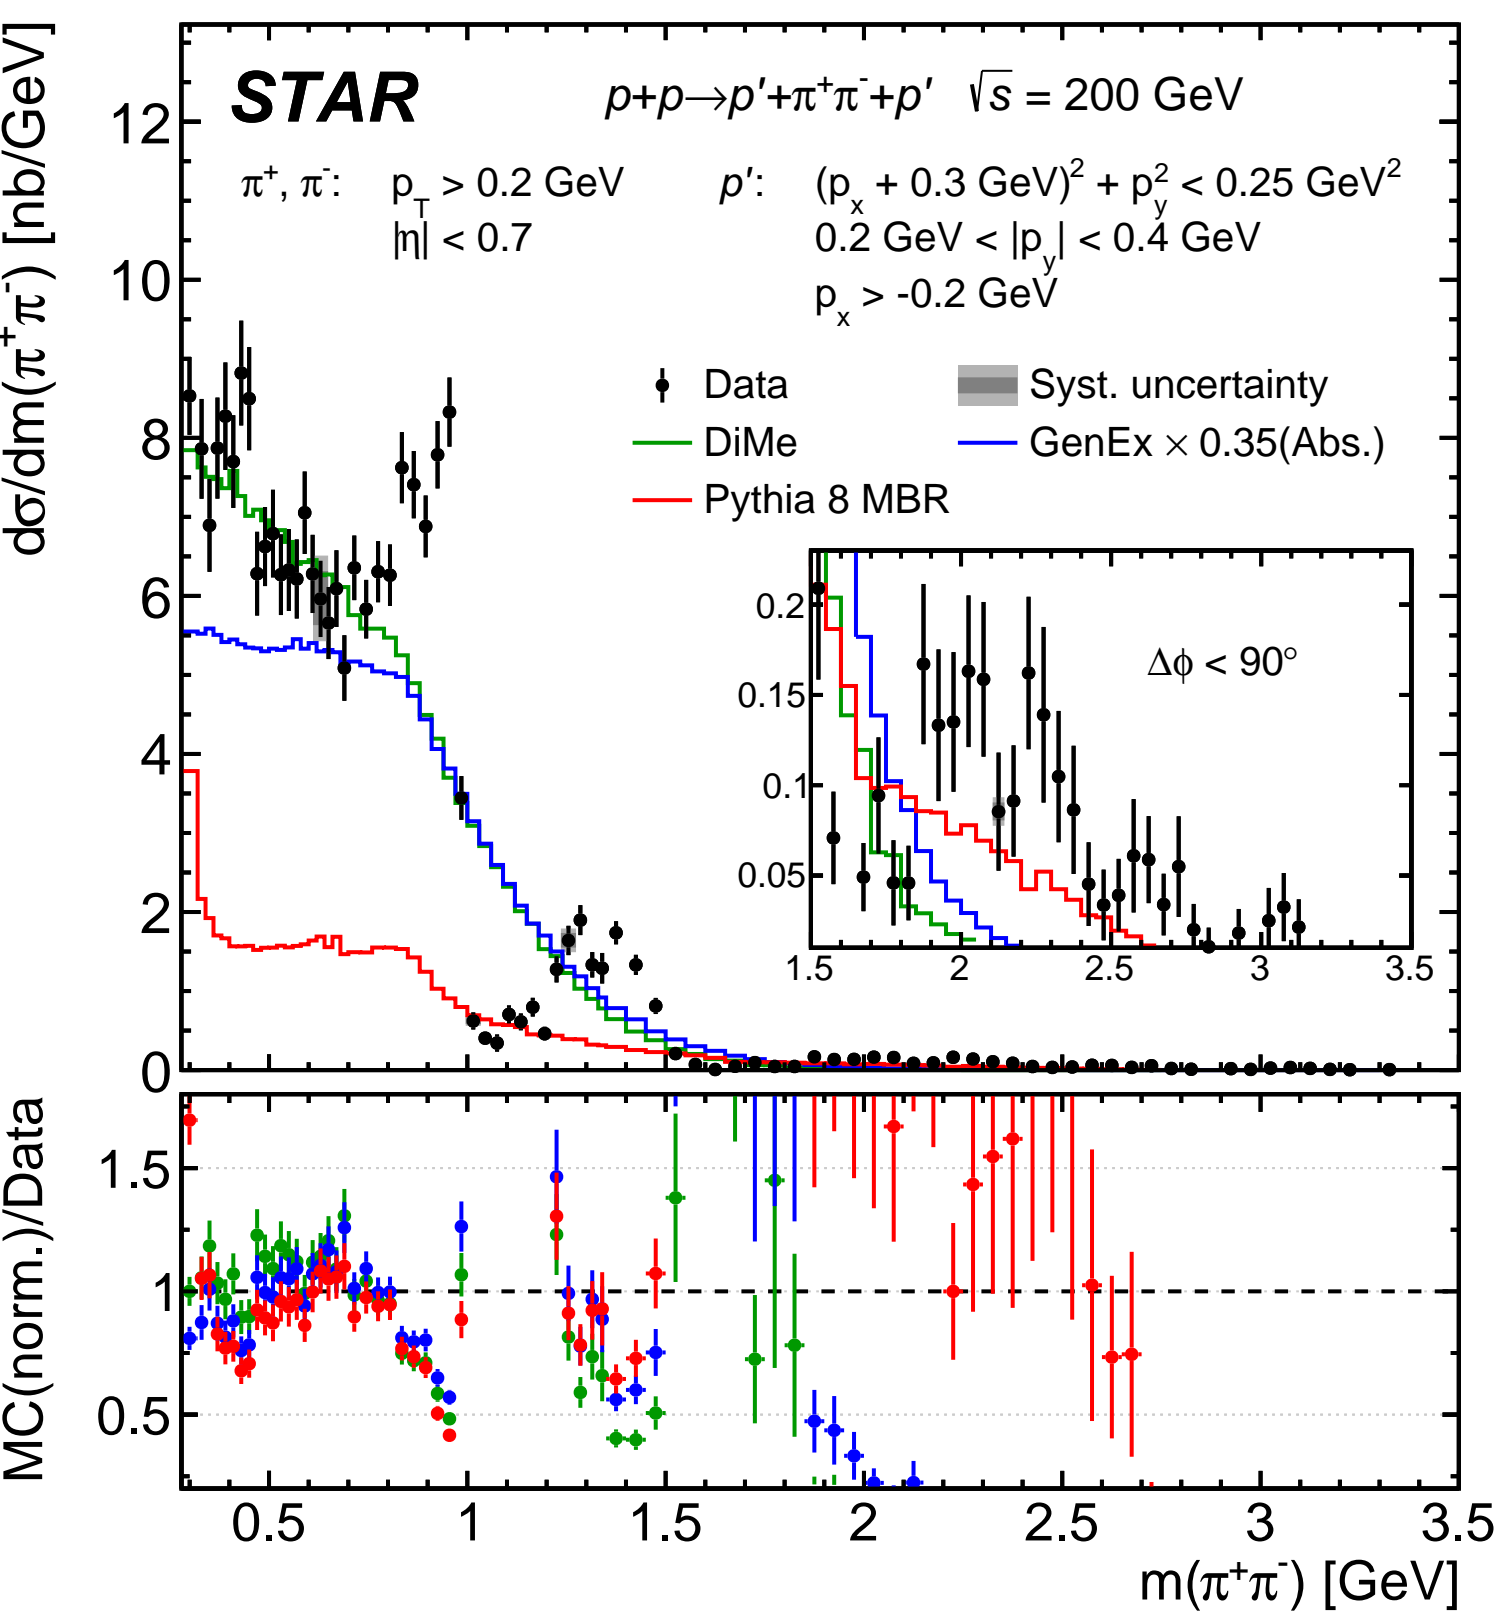 STAR
p+p→p′+π⁺π⁻+p′ √s = 200 GeV
π⁺, π⁻: p_T > 0.2 GeV
|η| < 0.7
p′: (p_x + 0.3 GeV)² + p_y² < 0.25 GeV²
0.2 GeV < |p_y| < 0.4 GeV
p_x > -0.2 GeV
Data
Syst. uncertainty
DiMe
GenEx × 0.35(Abs.)
Pythia 8 MBR
dσ/dm(π⁺π⁻) [nb/GeV]
12
10
8
6
4
2
0
Δϕ < 90°
0.2
0.15
0.1
0.05
1.5 2 2.5 3 3.5
MC(norm.)/Data
1.5
1
0.5
0.5 1 1.5 2 2.5 3 3.5
m(π⁺π⁻) [GeV]